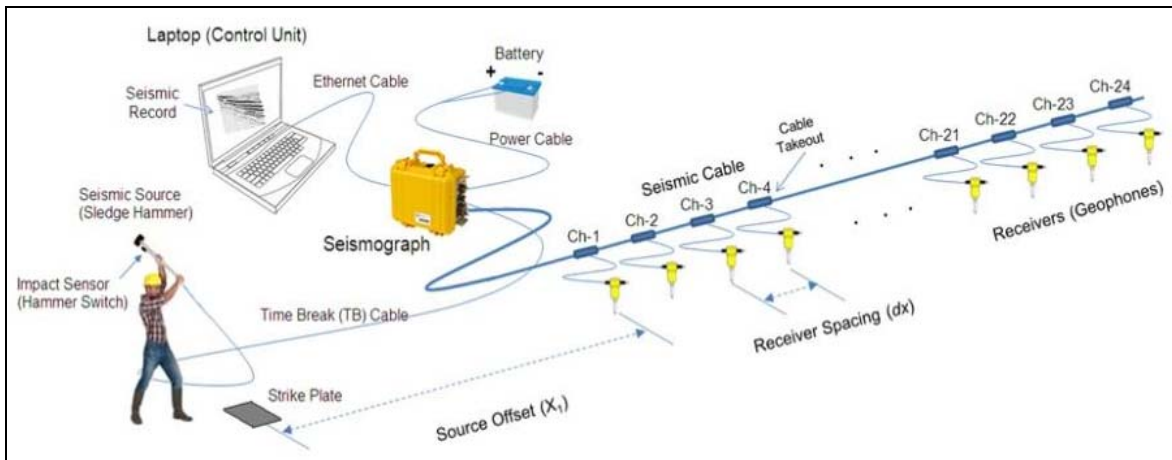 Laptop (Control Unit)
Seismic
Record
Ethernet Cable
Battery
+ -
Power Cable
Seismograph
Seismic Source
(Sledge Hammer)
Impact Sensor
(Hammer Switch)
Time Break (TB) Cable
Strike Plate
Source Offset (X₁)
Seismic Cable
Cable
Takeout
Ch-1
Ch-2
Ch-3
Ch-4
. . .
Ch-21
Ch-22
Ch-23
Ch-24
. . .
Receivers (Geophones)
Receiver Spacing (dx)